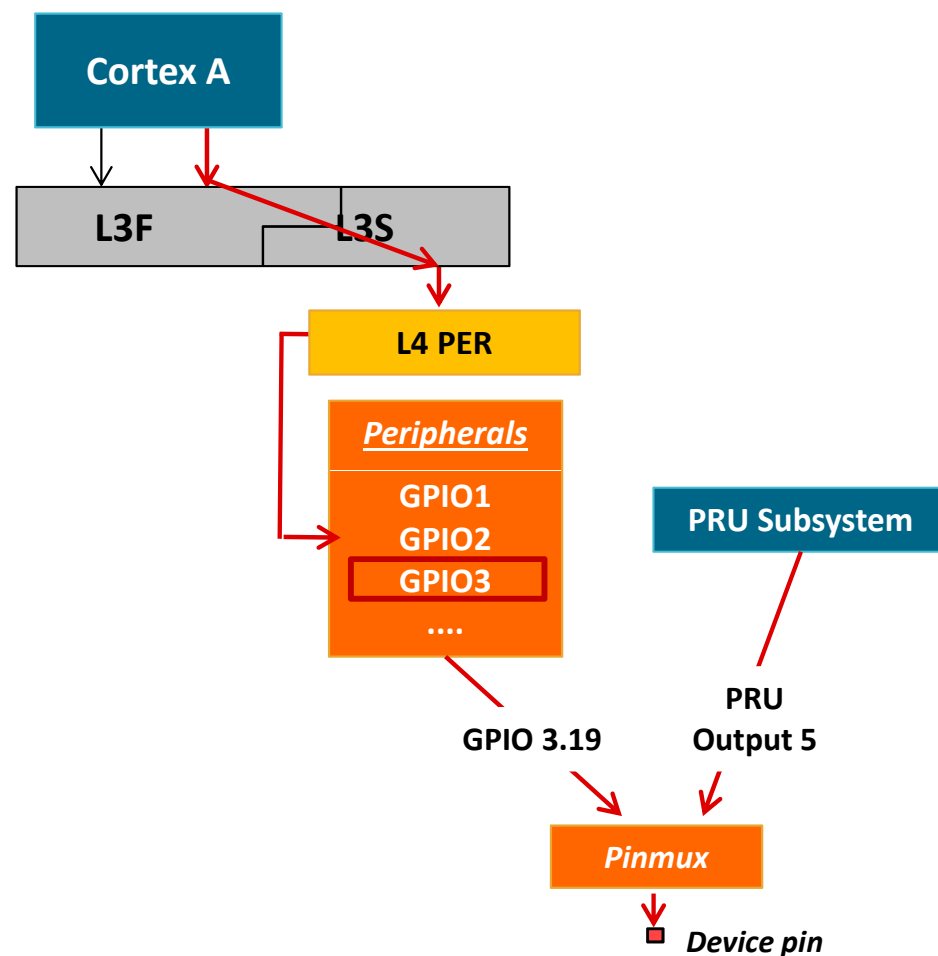 Cortex A
L3F
L3S
L4 PER
Peripherals
GPIO1
GPIO2
GPIO3
....
PRU Subsystem
GPIO 3.19
PRU
Output 5
Pinmux
Device pin